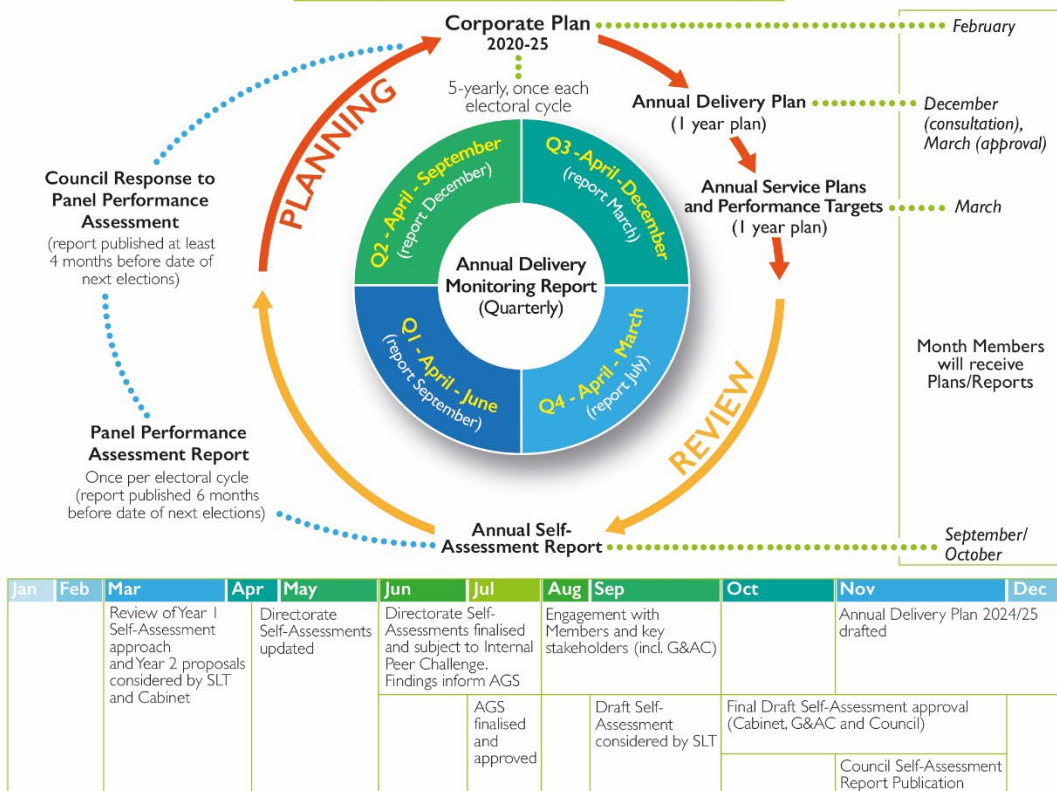 Corporate Plan
2020-25
5-yearly, once each
electoral cycle
February
Annual Delivery Plan
(1 year plan)
December
(consultation),
March (approval)
Annual Service Plans
and Performance Targets
(1 year plan)
March
PLANNING
Council Response to
Panel Performance
Assessment
(report published at least
4 months before date of
next elections)
Q2 - April - September
(report December)
Q3 - April -December
(report March)
Annual Delivery
Monitoring Report
(Quarterly)
Q1 - April - June
(report September)
Q4 - April - March
(report July)
Month Members
will receive
Plans/Reports
REVIEW
Panel Performance
Assessment Report
Once per electoral cycle
(report published 6 months
before date of next elections)
Annual Self-
Assessment Report
September/
October
Jan Feb Mar Apr May Jun Jul Aug Sep Oct Nov Dec
Review of Year 1
Self-Assessment
approach
and Year 2 proposals
considered by SLT
and Cabinet
Directorate
Self-Assessments
updated
Directorate Self-
Assessments finalised
and subject to Internal
Peer Challenge.
Findings inform AGS
Engagement with
Members and key
stakeholders (incl. G&AC)
Annual Delivery Plan 2024/25
drafted
AGS
finalised
and
approved
Draft Self-
Assessment
considered by SLT
Final Draft Self-Assessment approval
(Cabinet, G&AC and Council)
Council Self-Assessment
Report Publication